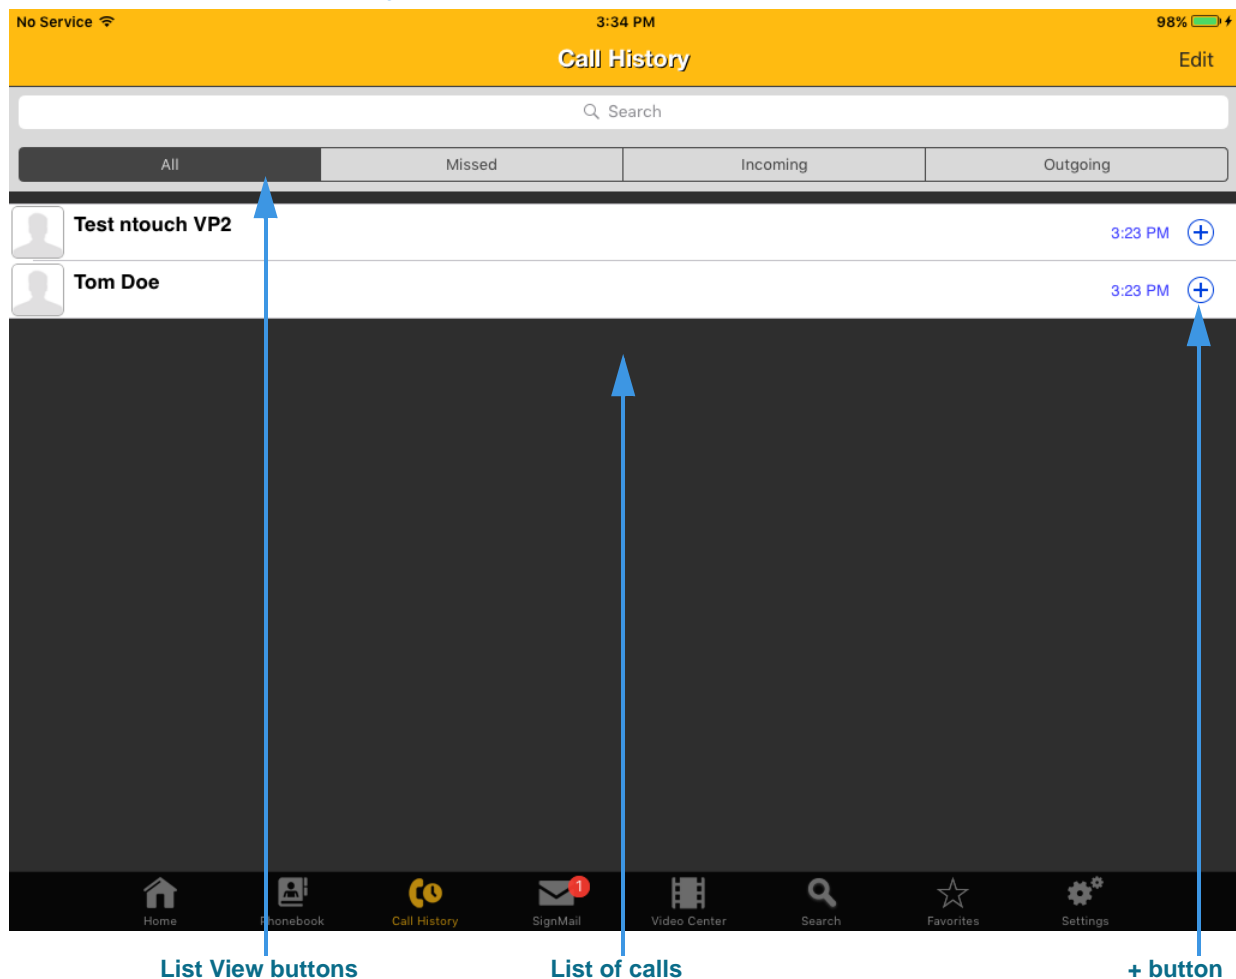 No Service 3:34 PM 98%
Call History Edit
Search
All Missed Incoming Outgoing
Test ntouch VP2 3:23 PM
Tom Doe 3:23 PM
1
Home Phonebook Call History SignMail Video Center Search Favorites Settings
List View buttons List of calls + button